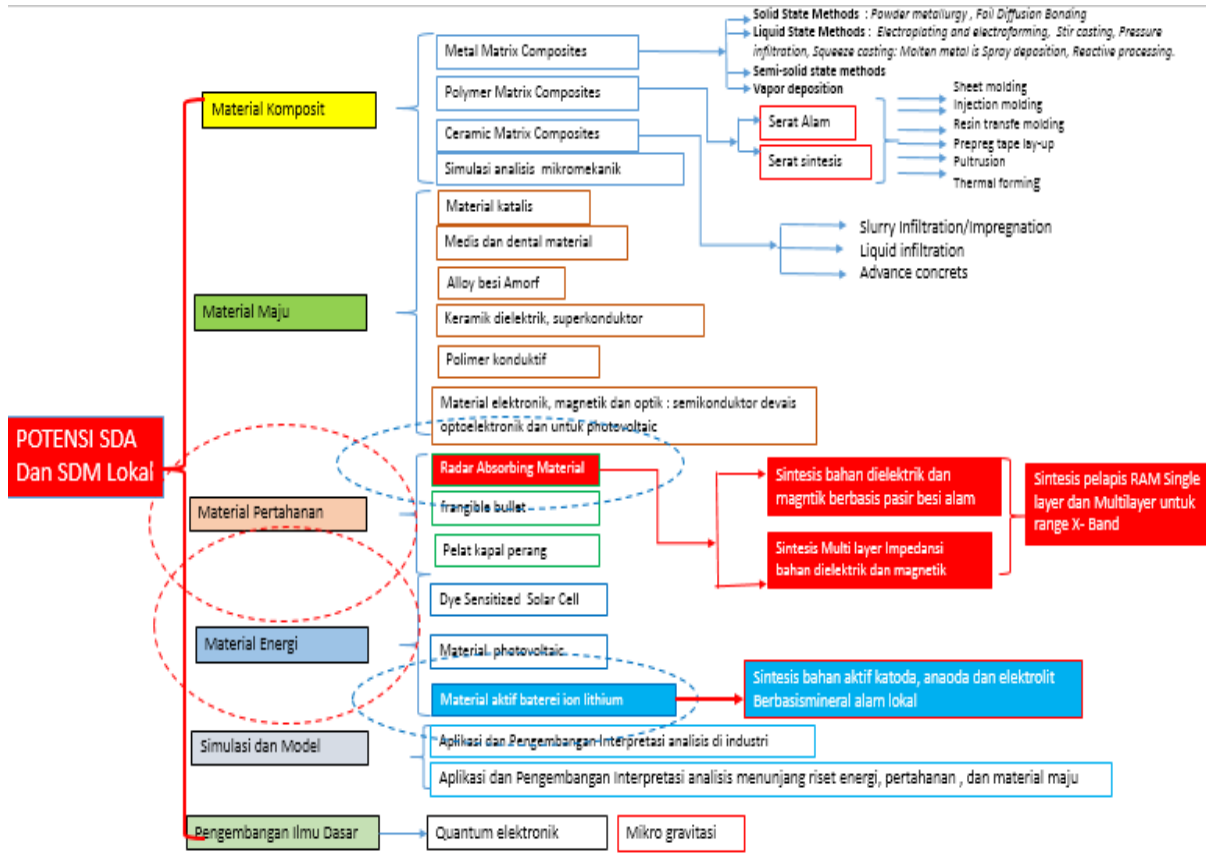 POTENSI SDA
Dan SDM Lokal
Material Komposit
Metal Matrix Composites
Polymer Matrix Composites
Ceramic Matrix Composites
Simulasi analisis mikromekanik
Solid State Methods : Powder metallurgy , Foil Diffusion Bonding
Liquid State Methods : Electroplating and electroforming, Stir casting, Pressure
infiltration, Squeeze casting: Molten metal is Spray deposition, Reactive processing.
Semi-solid state methods
Vapor deposition
Serat Alam
Serat sintesis
Sheet molding
Injection molding
Resin transfe molding
Prepreg tape lay-up
Pultrusion
Thermal forming
Slurry Infiltration/Impregnation
Liquid infiltration
Advance concrets
Material Maju
Material katalis
Medis dan dental material
Alloy besi Amorf
Keramik dielektrik, superkonduktor
Polimer konduktif
Material elektronik, magnetik dan optik : semikonduktor devais
optoelektronik dan untuk photovoltaic
Material Pertahanan
Radar Absorbing Material
frangible bullet
Pelat kapal perang
Sintesis bahan dielektrik dan
magntik berbasis pasir besi alam
Sintesis Multi layer Impedansi
bahan dielektrik dan magnetik
Sintesis pelapis RAM Single
layer dan Multilayer untuk
range X- Band
Material Energi
Dye Sensitized Solar Cell
Material photovoltaic
Material aktif baterei ion lithium
Sintesis bahan aktif katoda, anaoda dan elektrolit
Berbasismineral alam lokal
Simulasi dan Model
Aplikasi dan Pengembangan Interpretasi analisis di industri
Aplikasi dan Pengembangan Interpretasi analisis menunjang riset energi, pertahanan , dan material maju
Pengembangan Ilmu Dasar
Quantum elektronik
Mikro gravitasi